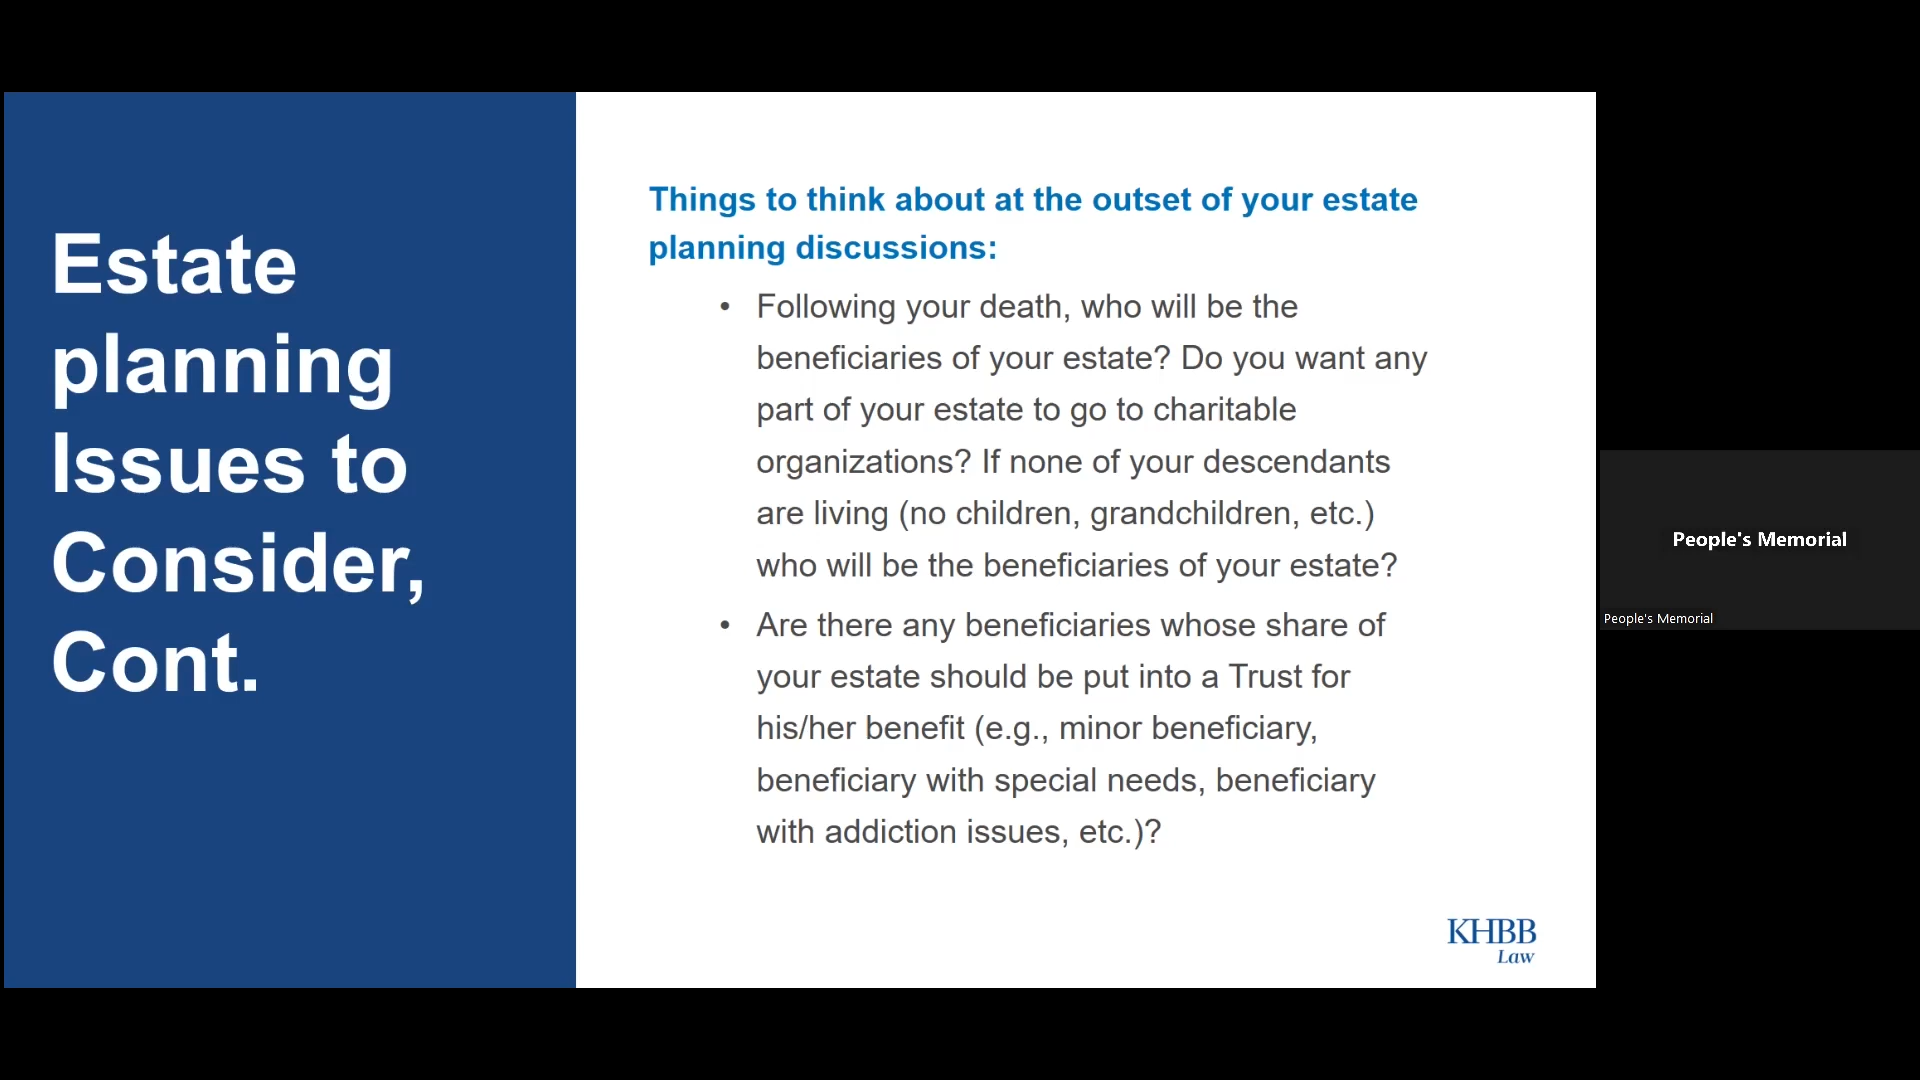 Estate
planning
Issues to
Consider,
Cont.
Things to think about at the outset of your estate
planning discussions:
• Following your death, who will be the
beneficiaries of your estate? Do you want any
part of your estate to go to charitable
organizations? If none of your descendants
are living (no children, grandchildren, etc.)
who will be the beneficiaries of your estate?
• Are there any beneficiaries whose share of
your estate should be put into a Trust for
his/her benefit (e.g., minor beneficiary,
beneficiary with special needs, beneficiary
with addiction issues, etc.)?
KHBB
Law
People's Memorial
People's Memorial